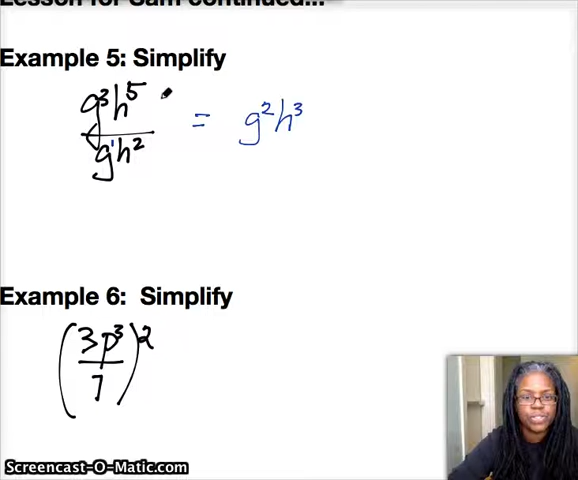 Lesson for Sam continued...
Example 5: Simplify
g³h⁵
g¹h²
= g²h³
Example 6: Simplify
(3p³
7)²
Screencast-O-Matic.com